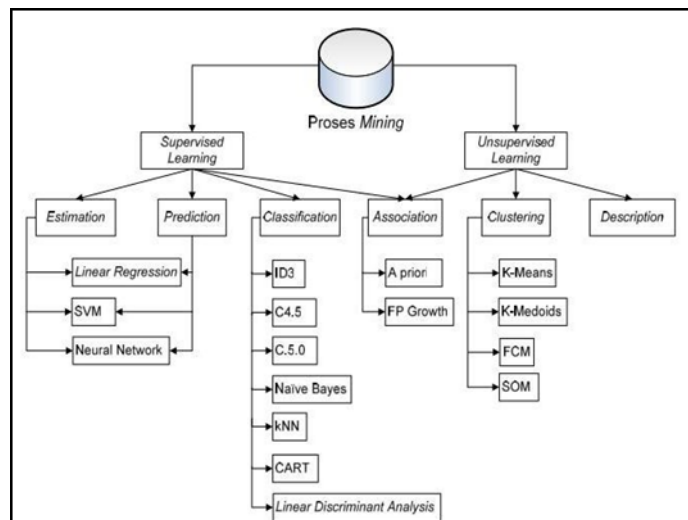 Proses Mining
Supervised
Learning
Unsupervised
Learning
Estimation
Prediction
Classification
Association
Clustering
Description
Linear Regression
SVM
Neural Network
ID3
C4.5
C.5.0
Naïve Bayes
kNN
CART
Linear Discriminant Analysis
A priori
FP Growth
K-Means
K-Medoids
FCM
SOM